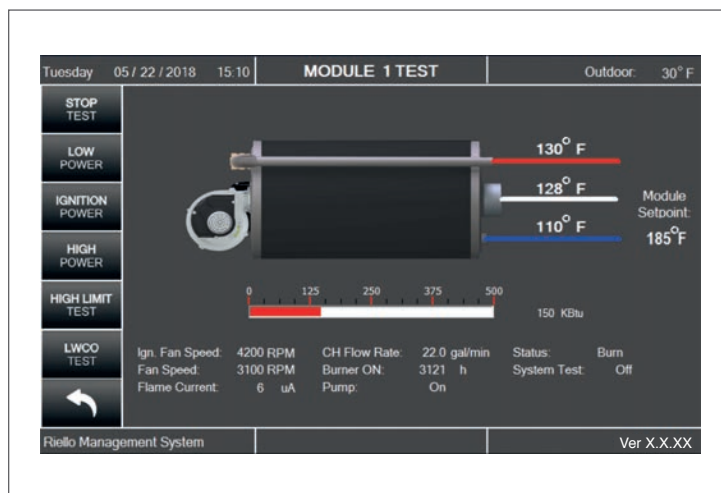 Tuesday 05 / 22 / 2018 15:10 MODULE 1 TEST Outdoor: 30° F
STOP
TEST
LOW
POWER
IGNITION
POWER
HIGH
POWER
HIGH LIMIT
TEST
LWCO
TEST
130° F
128° F
110° F
Module
Setpoint:
185°F
0 125 250 375 500
150 KBtu
Ign. Fan Speed: 4200 RPM CH Flow Rate: 22.0 gal/min Status: Burn
Fan Speed: 3100 RPM Burner ON: 3121 h System Test: Off
Flame Current: 6 uA Pump: On
Riello Management System Ver X.X.XX